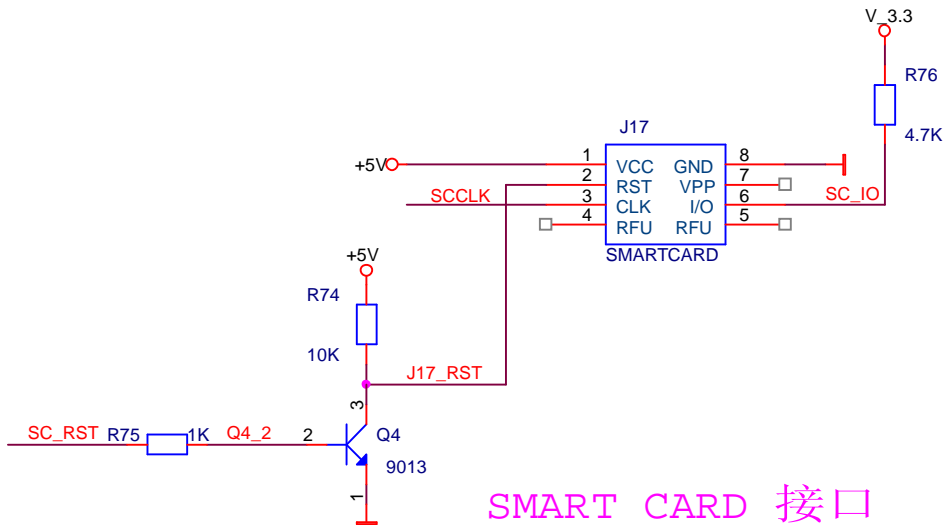 V_3.3
R76
4.7K
J17
+5V 1 VCC GND 8
2 RST VPP 7
SCCLK 3 CLK I/O 6 SC_IO
4 RFU RFU 5
SMARTCARD
+5V
R74
10K
J17_RST
3
SC_RST R75 1K Q4_2 2 Q4
9013
1
SMART CARD 接口